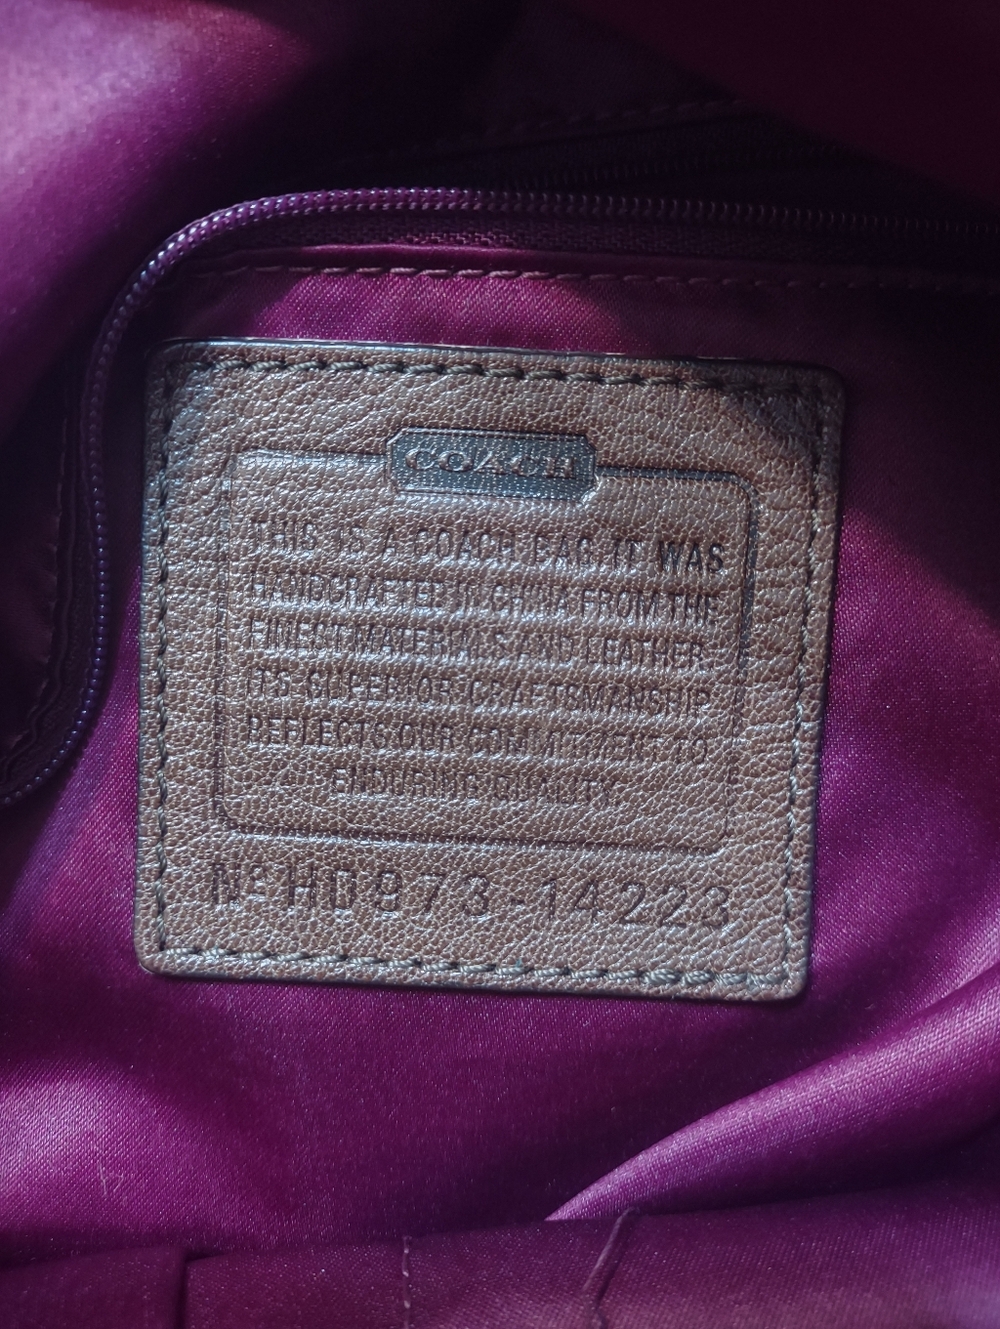 COACH
THIS IS A COACH BAG. IT WAS
HANDCRAFTED IN CHINA FROM THE
FINEST MATERIALS AND LEATHER.
ITS SUPERIOR CRAFTSMANSHIP
REFLECTS OUR COMMITMENT TO
ENDURING QUALITY.
Nº HD973-14223